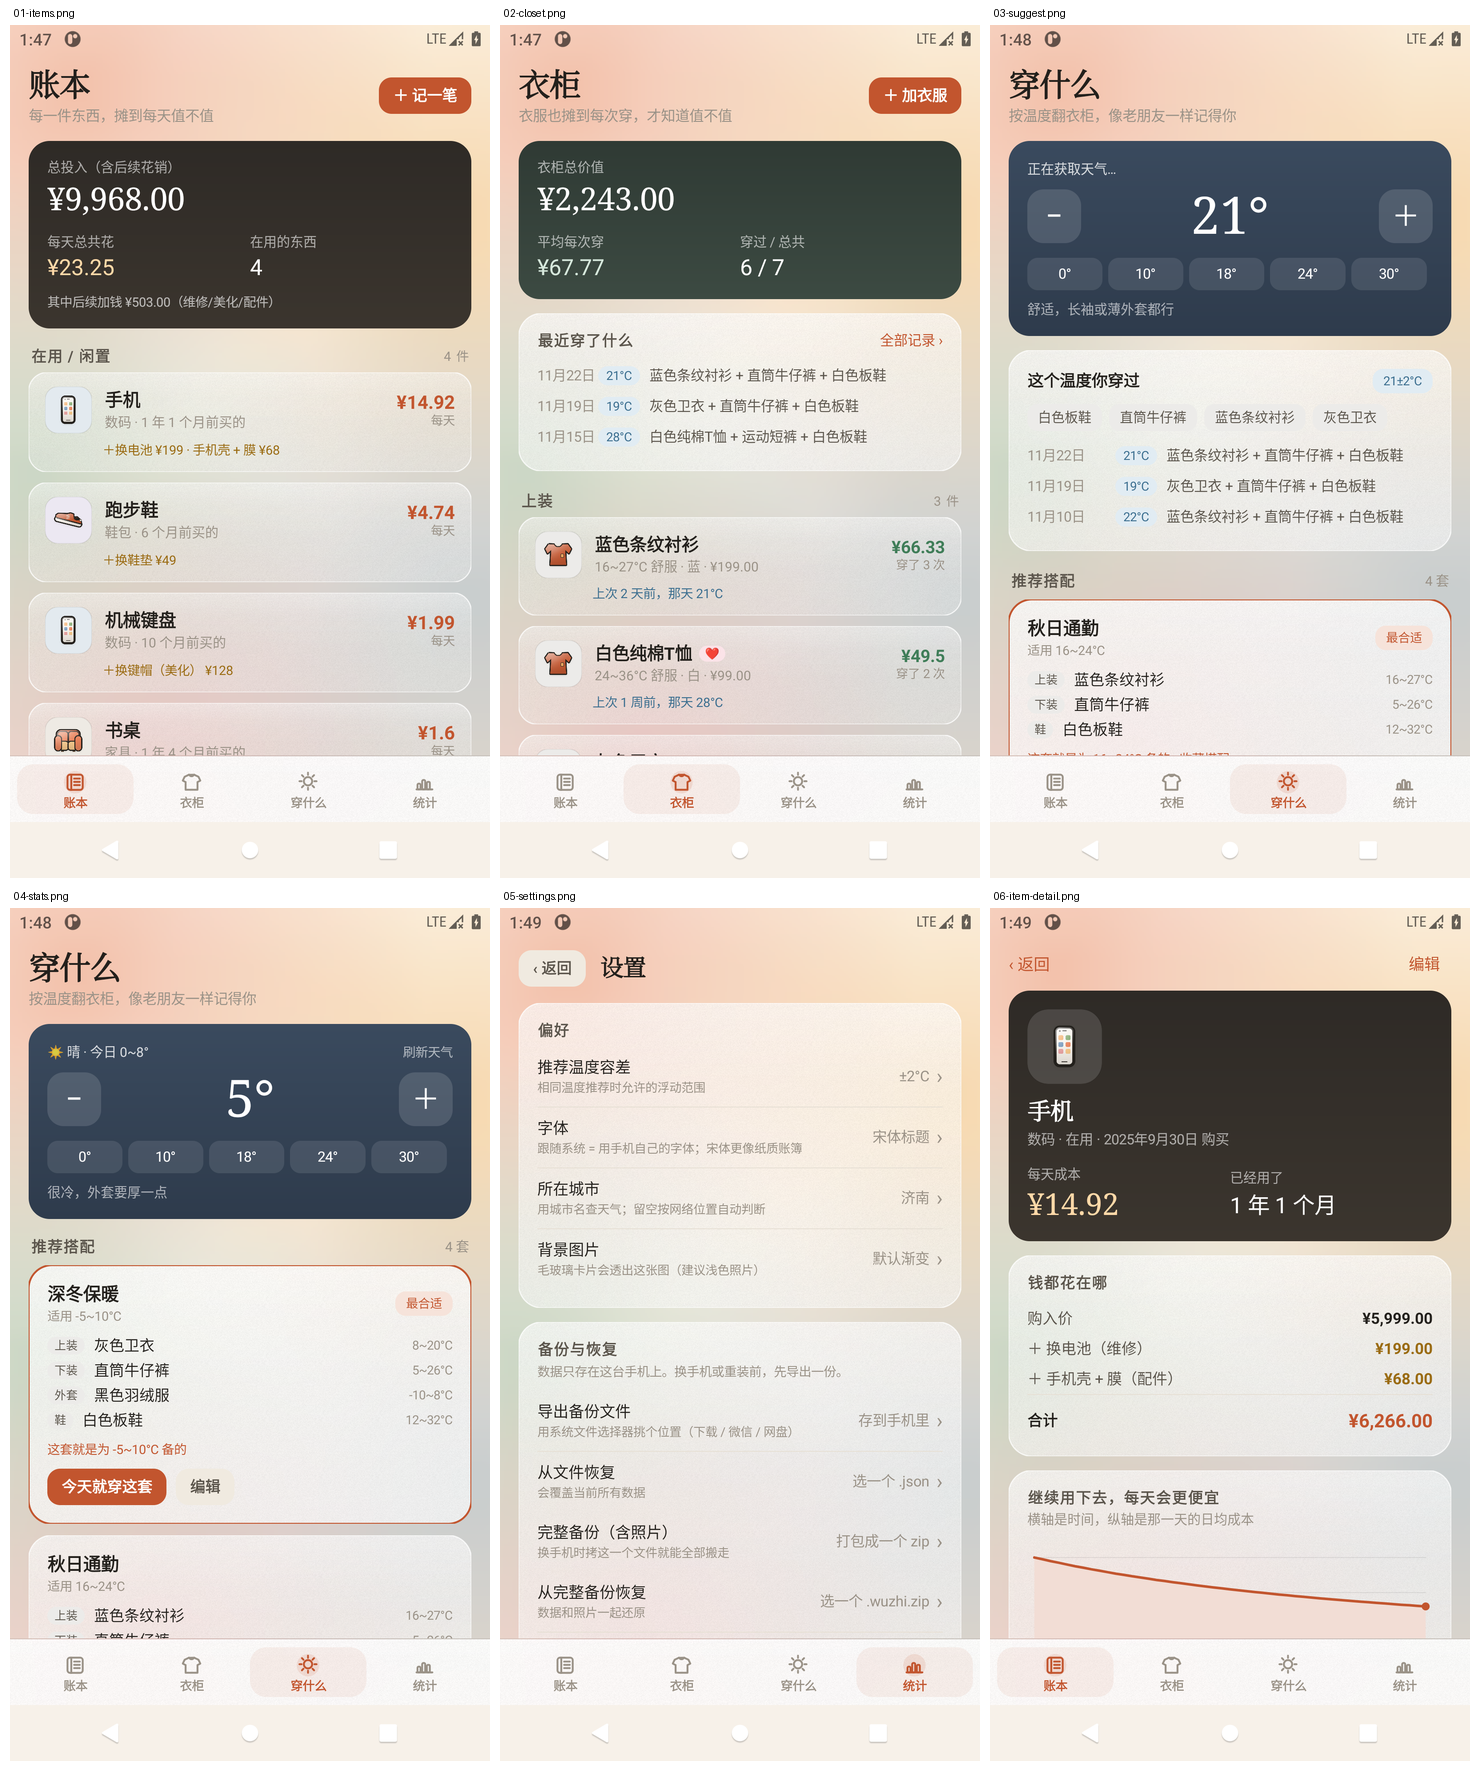 01-items.png
1:47
LTE
账本
每一件东西，摊到每天值不值
＋ 记一笔
总投入（含后续花销）
¥9,968.00
每天总共花
在用的东西
¥23.25
4
其中后续加钱 ¥503.00（维修/美化/配件）
在用 / 闲置
4 件
手机
数码 · 1 年 1 个月前买的
¥14.92
每天
＋换电池 ¥199 · 手机壳 + 膜 ¥68
跑步鞋
鞋包 · 6 个月前买的
¥4.74
每天
＋换鞋垫 ¥49
机械键盘
数码 · 10 个月前买的
¥1.99
每天
＋换键帽（美化） ¥128
书桌
家具 · 1 年 4 个月前买的
¥1.6
每天
账本
衣柜
穿什么
统计
02-closet.png
1:47
LTE
衣柜
衣服也摊到每次穿，才知道值不值
＋ 加衣服
衣柜总价值
¥2,243.00
平均每次穿
穿过 / 总共
¥67.77
6 / 7
最近穿了什么
全部记录 ›
11月22日 21°C 蓝色条纹衬衫 + 直筒牛仔裤 + 白色板鞋
11月19日 19°C 灰色卫衣 + 直筒牛仔裤 + 白色板鞋
11月15日 28°C 白色纯棉T恤 + 运动短裤 + 白色板鞋
上装
3 件
蓝色条纹衬衫
16~27°C 舒服 · 蓝 · ¥199.00
¥66.33
穿了 3 次
上次 2 天前，那天 21°C
白色纯棉T恤
24~36°C 舒服 · 白 · ¥99.00
¥49.5
穿了 2 次
上次 1 周前，那天 28°C
账本
衣柜
穿什么
统计
03-suggest.png
1:48
LTE
穿什么
按温度翻衣柜，像老朋友一样记得你
正在获取天气…
−
21°
＋
0°
10°
18°
24°
30°
舒适，长袖或薄外套都行
这个温度你穿过
21±2°C
白色板鞋
直筒牛仔裤
蓝色条纹衬衫
灰色卫衣
11月22日 21°C 蓝色条纹衬衫 + 直筒牛仔裤 + 白色板鞋
11月19日 19°C 灰色卫衣 + 直筒牛仔裤 + 白色板鞋
11月10日 22°C 蓝色条纹衬衫 + 直筒牛仔裤 + 白色板鞋
推荐搭配
4 套
秋日通勤
适用 16~24°C
最合适
上装 蓝色条纹衬衫 16~27°C
下装 直筒牛仔裤 5~26°C
鞋 白色板鞋 12~32°C
账本
衣柜
穿什么
统计
04-stats.png
1:48
LTE
穿什么
按温度翻衣柜，像老朋友一样记得你
晴 · 今日 0~8°
刷新天气
−
5°
＋
0°
10°
18°
24°
30°
很冷，外套要厚一点
推荐搭配
4 套
深冬保暖
适用 -5~10°C
最合适
上装 灰色卫衣 8~20°C
下装 直筒牛仔裤 5~26°C
外套 黑色羽绒服 -10~8°C
鞋 白色板鞋 12~32°C
这套就是为 -5~10°C 备的
今天就穿这套
编辑
秋日通勤
适用 16~24°C
上装 蓝色条纹衬衫 16~27°C
账本
衣柜
穿什么
统计
05-settings.png
1:49
LTE
‹ 返回
设置
偏好
推荐温度容差
相同温度推荐时允许的浮动范围
±2°C ›
字体
跟随系统 = 用手机自己的字体；宋体更像纸质账簿
宋体标题 ›
所在城市
用城市名查天气；留空按网络位置自动判断
济南 ›
背景图片
毛玻璃卡片会透出这张图（建议浅色照片）
默认渐变 ›
备份与恢复
数据只存在这台手机上。换手机或重装前，先导出一份。
导出备份文件
用系统文件选择器挑个位置（下载 / 微信 / 网盘）
存到手机里 ›
从文件恢复
会覆盖当前所有数据
选一个 .json ›
完整备份（含照片）
换手机时拷这一个文件就能全部搬走
打包成一个 zip ›
从完整备份恢复
数据和照片一起还原
选一个 .wuzhi.zip ›
账本
衣柜
穿什么
统计
06-item-detail.png
1:49
LTE
‹ 返回
编辑
手机
数码 · 在用 · 2025年9月30日 购买
每天成本
已经用了
¥14.92
1 年 1 个月
钱都花在哪
购入价 ¥5,999.00
＋ 换电池（维修） ¥199.00
＋ 手机壳 + 膜（配件） ¥68.00
合计 ¥6,266.00
继续用下去，每天会更便宜
横轴是时间，纵轴是那一天的日均成本
账本
衣柜
穿什么
统计